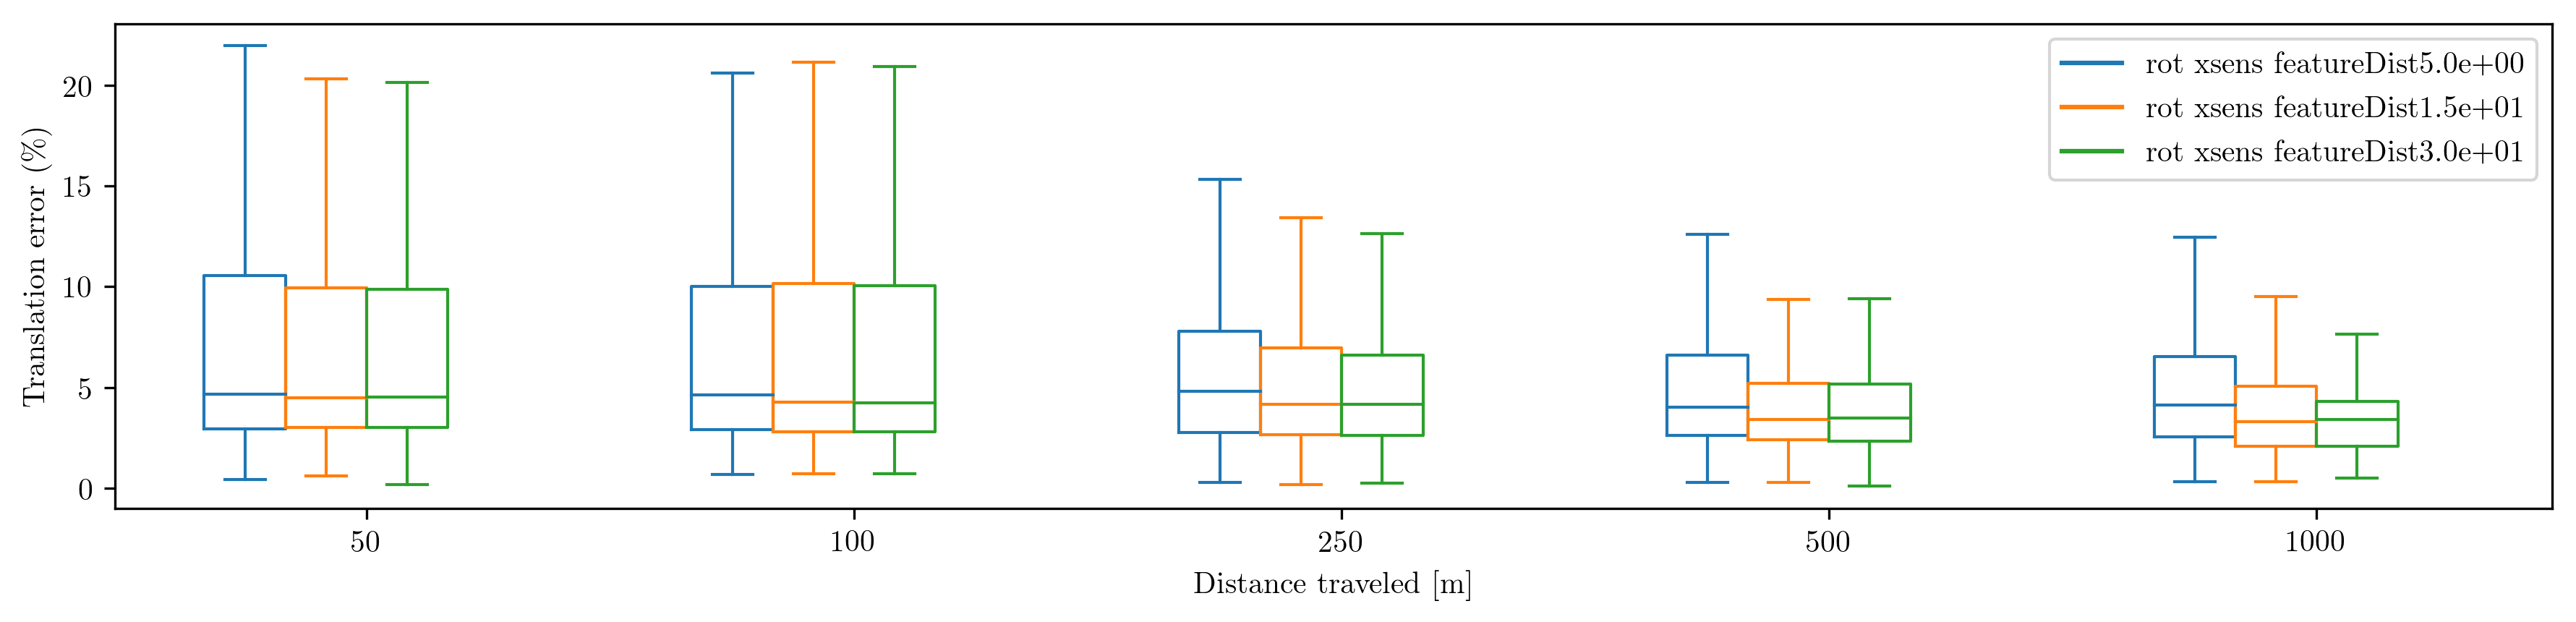 Translation error (%)
20
15
10
5
0
rot xsens featureDist5.0e+00
rot xsens featureDist1.5e+01
rot xsens featureDist3.0e+01
50 100 250 500 1000
Distance traveled [m]